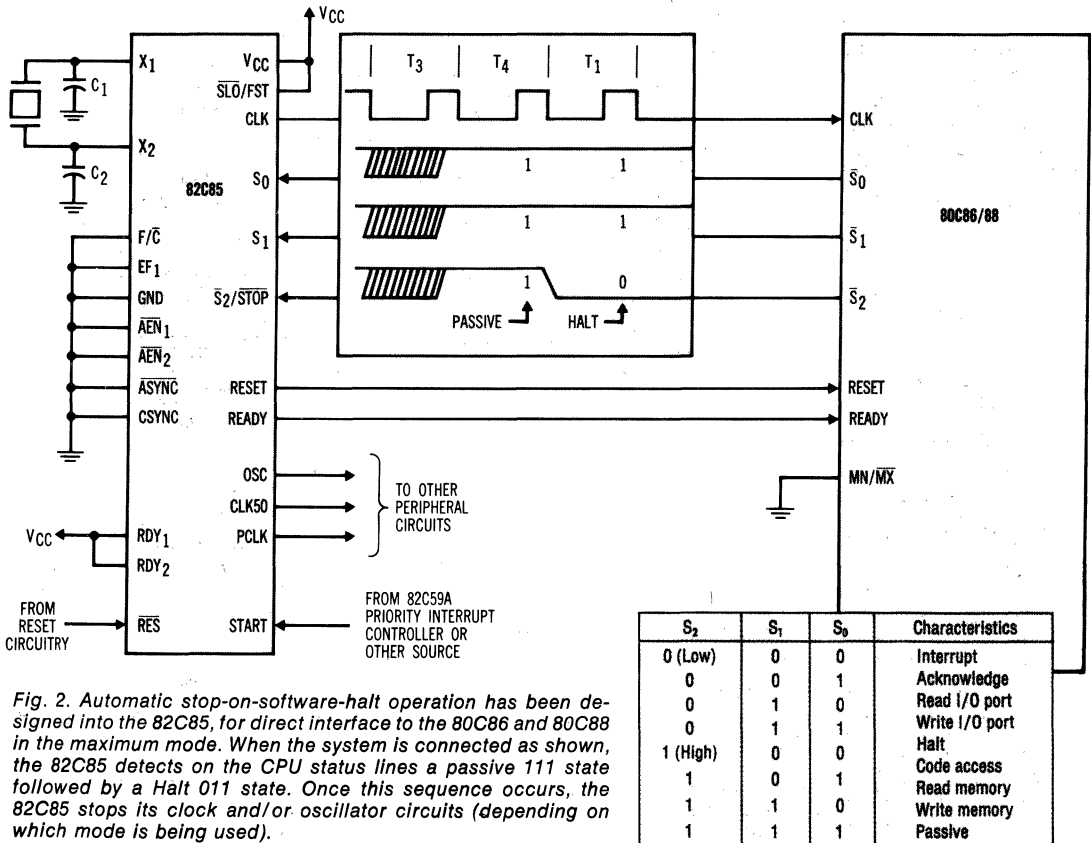 VCC
X1
VCC
SLO/FST
CLK
C1
X2
C2
82C85
S0
S1
S̅2/STOP
F/C̅
EF1
GND
AEN1
AEN2
ASYNC
CSYNC
RESET
READY
OSC
CLK50
PCLK
VCC
RDY1
RDY2
FROM
RESET
CIRCUITRY
RES
START
T3 T4 T1
1 1
1 1
1 0
PASSIVE HALT
TO OTHER
PERIPHERAL
CIRCUITS
FROM 82C59A
PRIORITY INTERRUPT
CONTROLLER OR
OTHER SOURCE
CLK
S̅0
80C86/88
S̅1
S̅2
RESET
READY
MN/MX
S2 S1 S0 Characteristics
0 (Low) 0 0 Interrupt
0 0 1 Acknowledge
0 1 0 Read I/O port
0 1 1 Write I/O port
Halt
1 (High) 0 0 Code access
1 0 1 Read memory
1 1 0 Write memory
1 1 1 Passive
Fig. 2. Automatic stop-on-software-halt operation has been de-
signed into the 82C85, for direct interface to the 80C86 and 80C88
in the maximum mode. When the system is connected as shown,
the 82C85 detects on the CPU status lines a passive 111 state
followed by a Halt 011 state. Once this sequence occurs, the
82C85 stops its clock and/or oscillator circuits (depending on
which mode is being used).